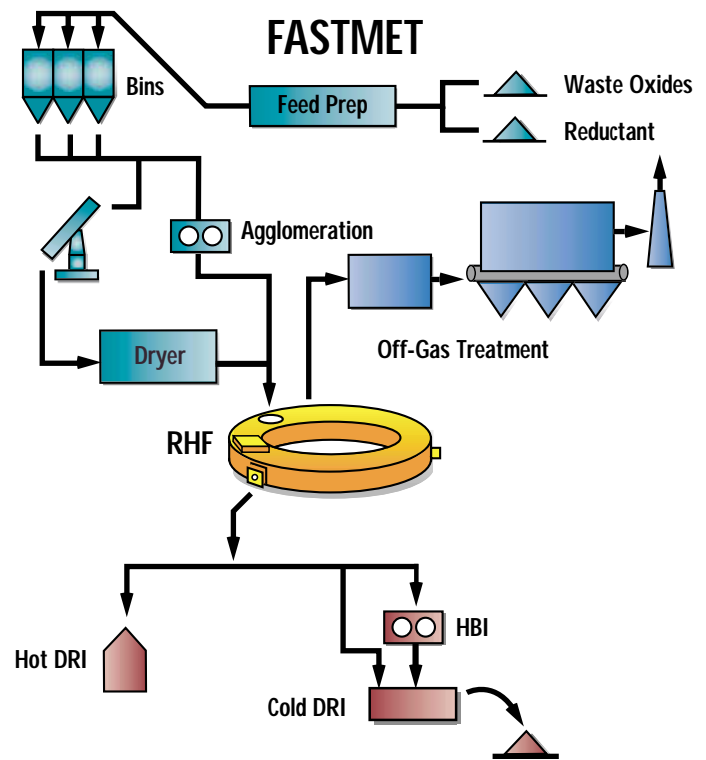 FASTMET
Bins
Feed Prep
Waste Oxides
Reductant
Agglomeration
Dryer
Off-Gas Treatment
RHF
Hot DRI
HBI
Cold DRI